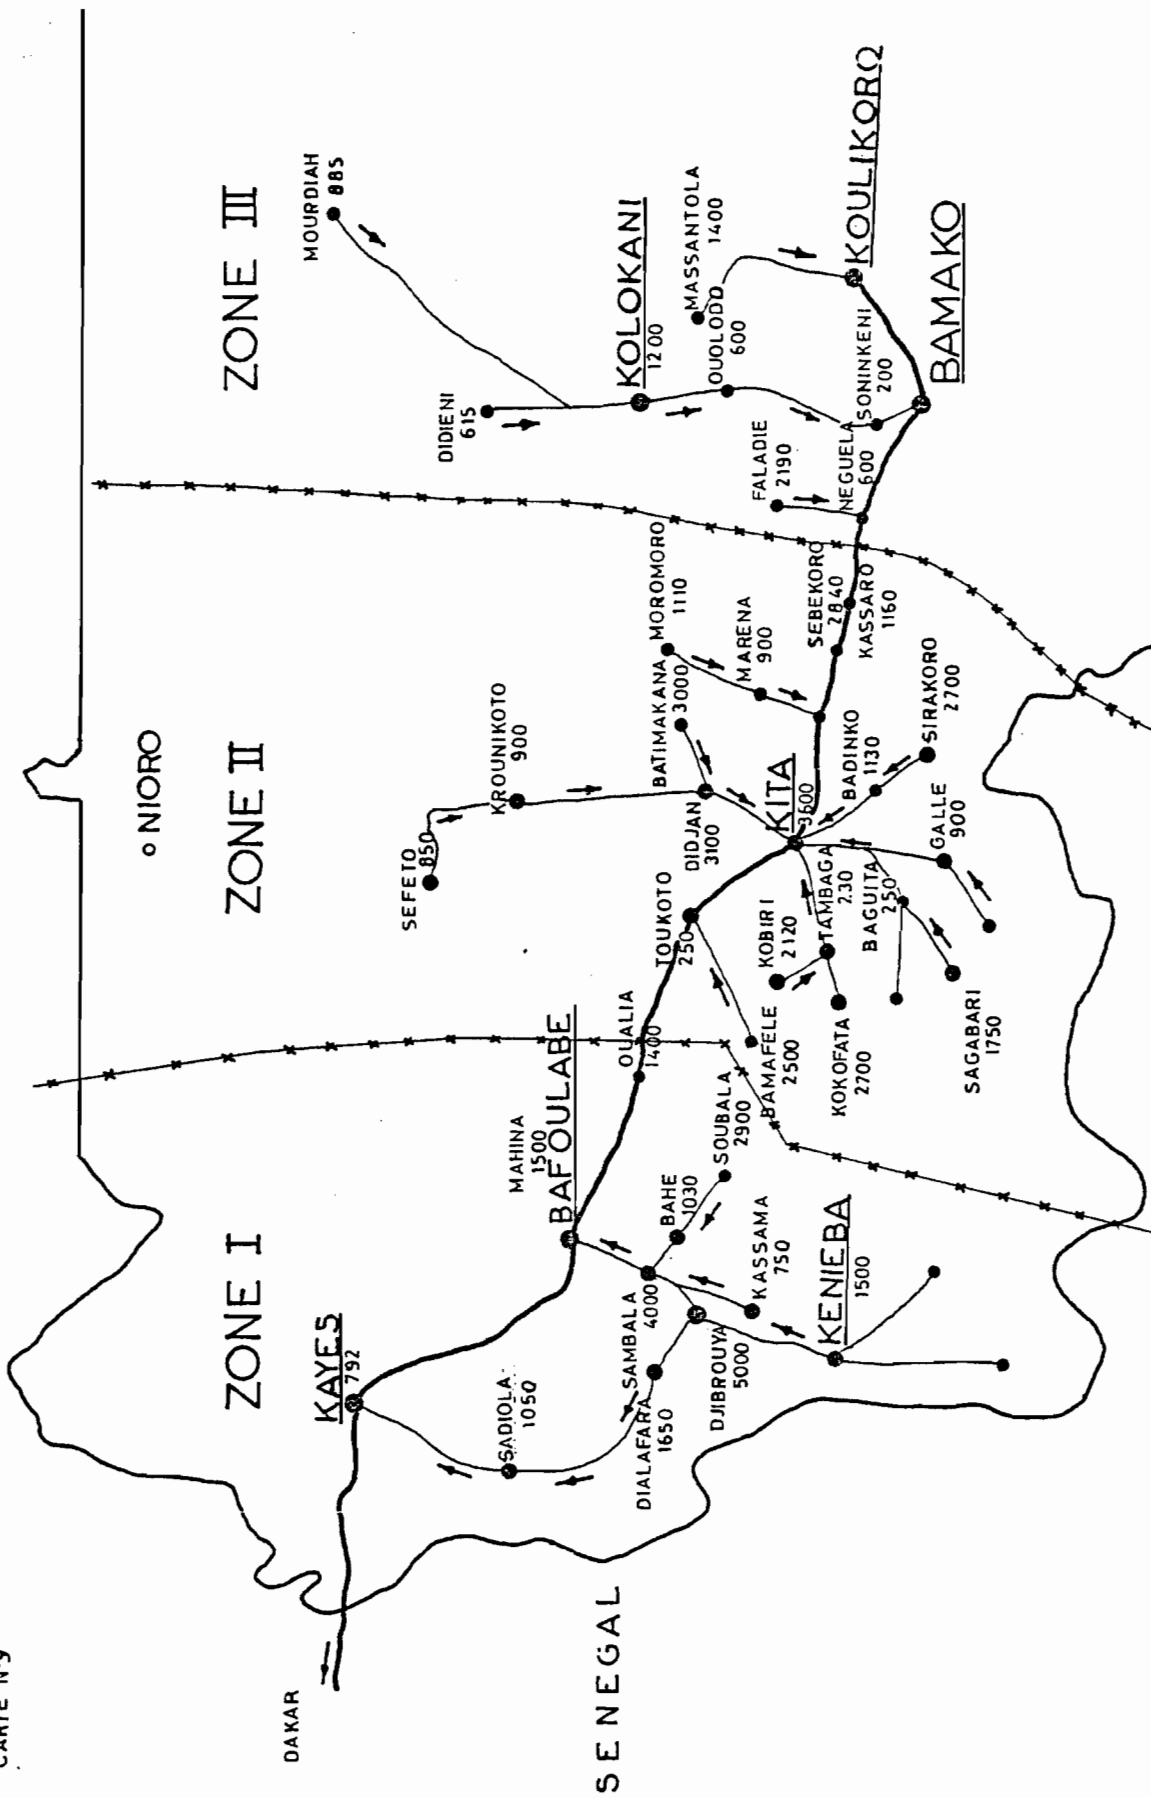 CARTE N·9
ZONE I
ZONE II
ZONE III
NIORO
DAKAR
SENEGAL
KAYES
792
SADIOLA
1050
DIALAFARA
1650
SAMBALA
4000
DJIBROUYA
5000
KASSAMA
750
KENIEBA
1500
BAHE
1030
SOUBALA
2900
MAHINA
1500
BAFOULABE
OUALIA
1400
TOUKOTO
250
BAMAFELE
2500
KOBIRI
2120
KOKOFATA
2700
TAMBAGA
230
BAGUITA
250
SAGABARI
1750
GALLE
900
SEFETO
850
KROUNIKOTO
900
DIDJAN
3100
BATIMAKANA
3000
KITA
3600
BADINKO
1130
SIRAKORO
2700
MOROMORO
1110
MARENA
900
SEBEKORO
2840
KASSARO
1160
DIDIENI
615
MOURDIAH
885
KOLOKANI
1200
MASSANTOLA
1400
OUOLODO
600
FALADIE
2190
NEGUELA
600
SONINKENI
200
BAMAKO
KOULIKORO